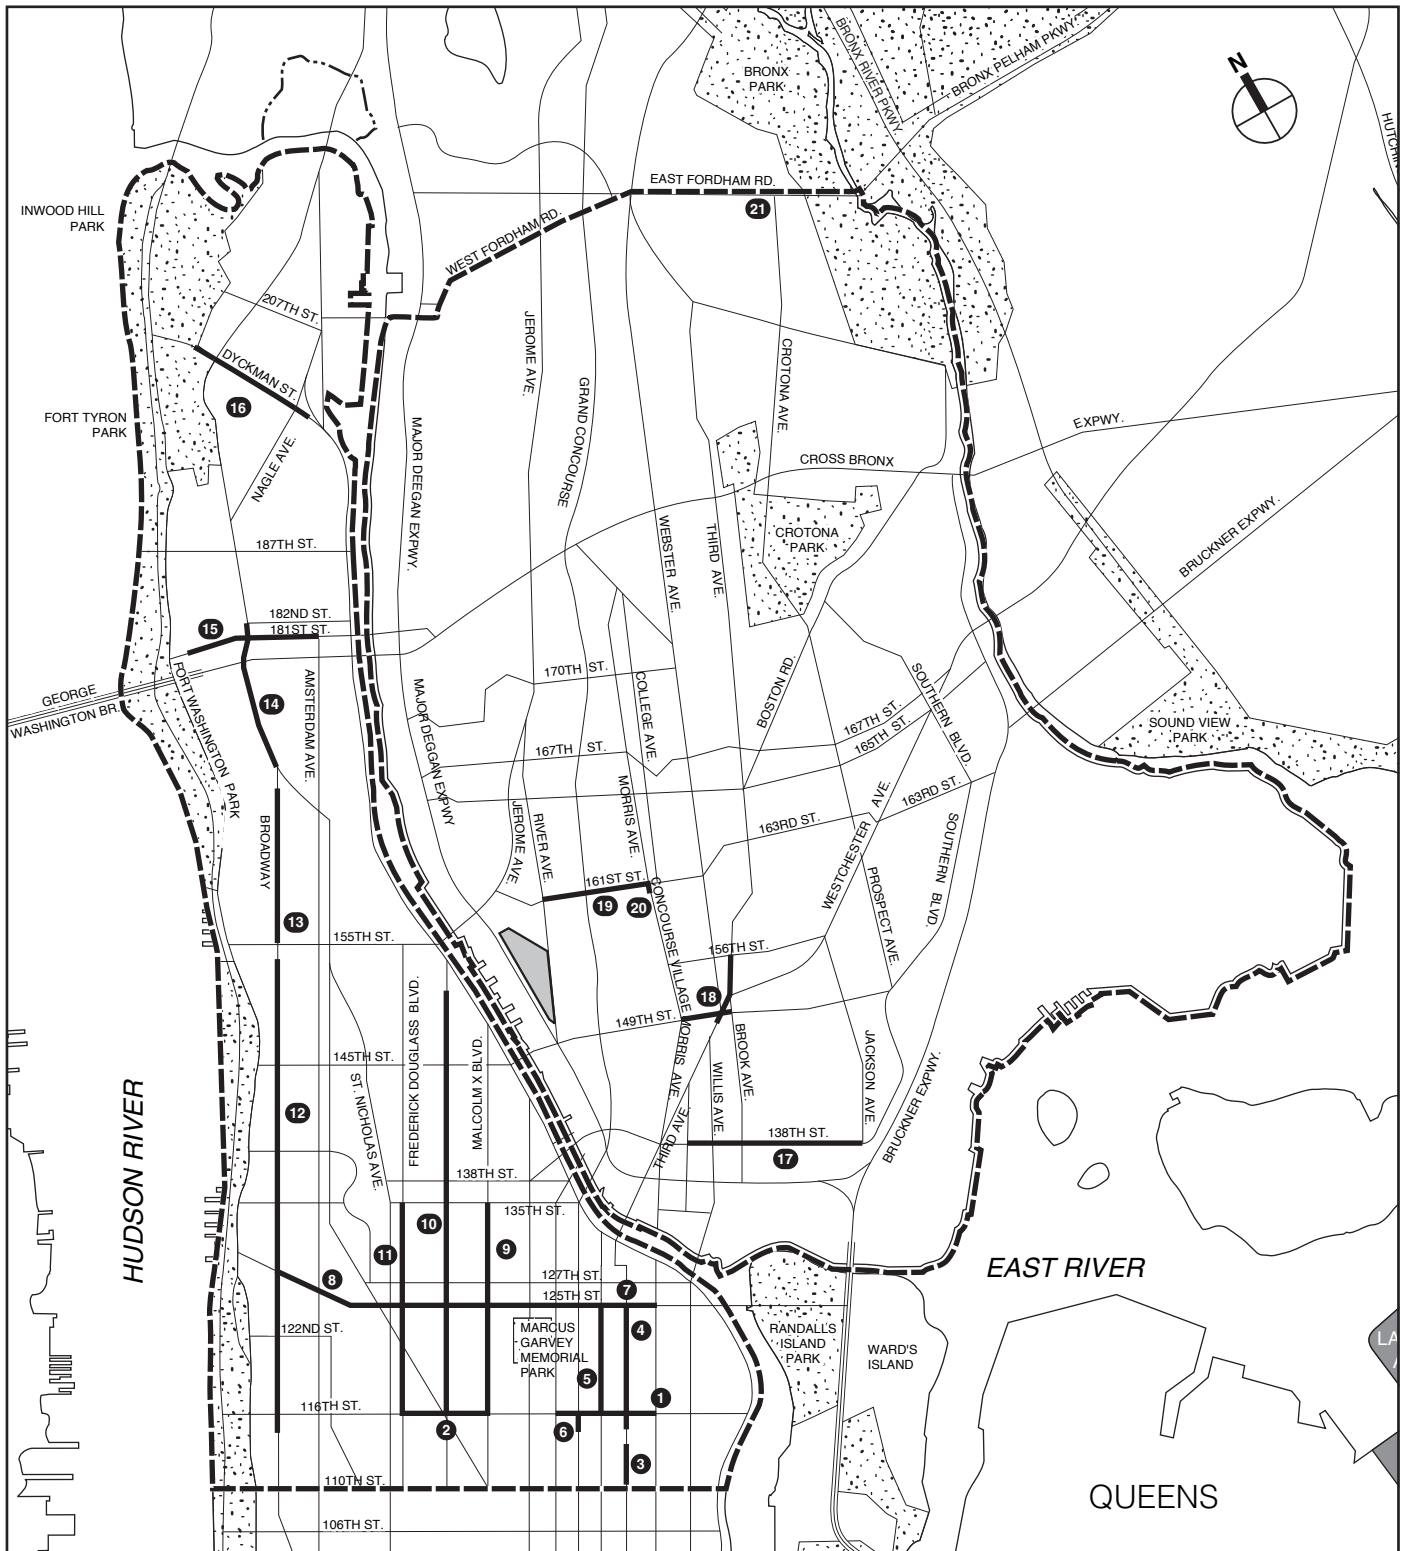 BRONX
PARK
BRONX RIVER PKWY.
BRONX PELHAM PKWY
N
HUTCHIN
EAST FORDHAM RD.
21
INWOOD HILL
PARK
WEST FORDHAM RD.
207TH ST.
JEROME AVE.
DYCKMAN ST.
CROTONA AVE.
16
GRAND CONCOURSE
FORT TYRON
PARK
MAJOR DEEGAN EXPWY.
EXPWY.
NAGLE AVE.
CROSS BRONX
WEBSTER AVE.
THIRD AVE.
CROTONA
PARK
BRUCKNER EXPWY.
187TH ST.
182ND ST.
15
181ST ST.
FORT WASHINGTON PARK
170TH ST.
COLLEGE AVE.
BOSTON RD.
SOUTHERN BLVD.
GEORGE
WASHINGTON BR.
14
AMSTERDAM AVE.
MAJOR DEGGAN EXPWY
167TH ST.
165TH ST.
SOUND VIEW
PARK
167TH ST.
MORRIS AVE.
JEROME AVE.
RIVER AVE.
163RD ST.
163RD ST.
WESTCHESTER AVE.
BROADWAY
SOUTHERN BLVD.
PROSPECT AVE.
161ST ST.
19
20
CONCOURSE VILLAGE
13
155TH ST.
156TH ST.
FREDERICK DOUGLASS BLVD.
18
149TH ST.
MORRIS AVE.
BROOK AVE.
JACKSON AVE.
MALCOLM X BLVD.
145TH ST.
ST. NICHOLAS AVE.
WILLIS AVE.
BRUCKNER EXPWY.
HUDSON RIVER
12
THIRD AVE.
138TH ST.
17
138TH ST.
135TH ST.
10
11
9
EAST RIVER
8
127TH ST.
7
125TH ST.
122ND ST.
MARCUS
GARVEY
MEMORIAL
PARK
4
RANDALL'S
ISLAND
PARK
WARD'S
ISLAND
LA
5
1
116TH ST.
2
6
3
110TH ST.
QUEENS
106TH ST.